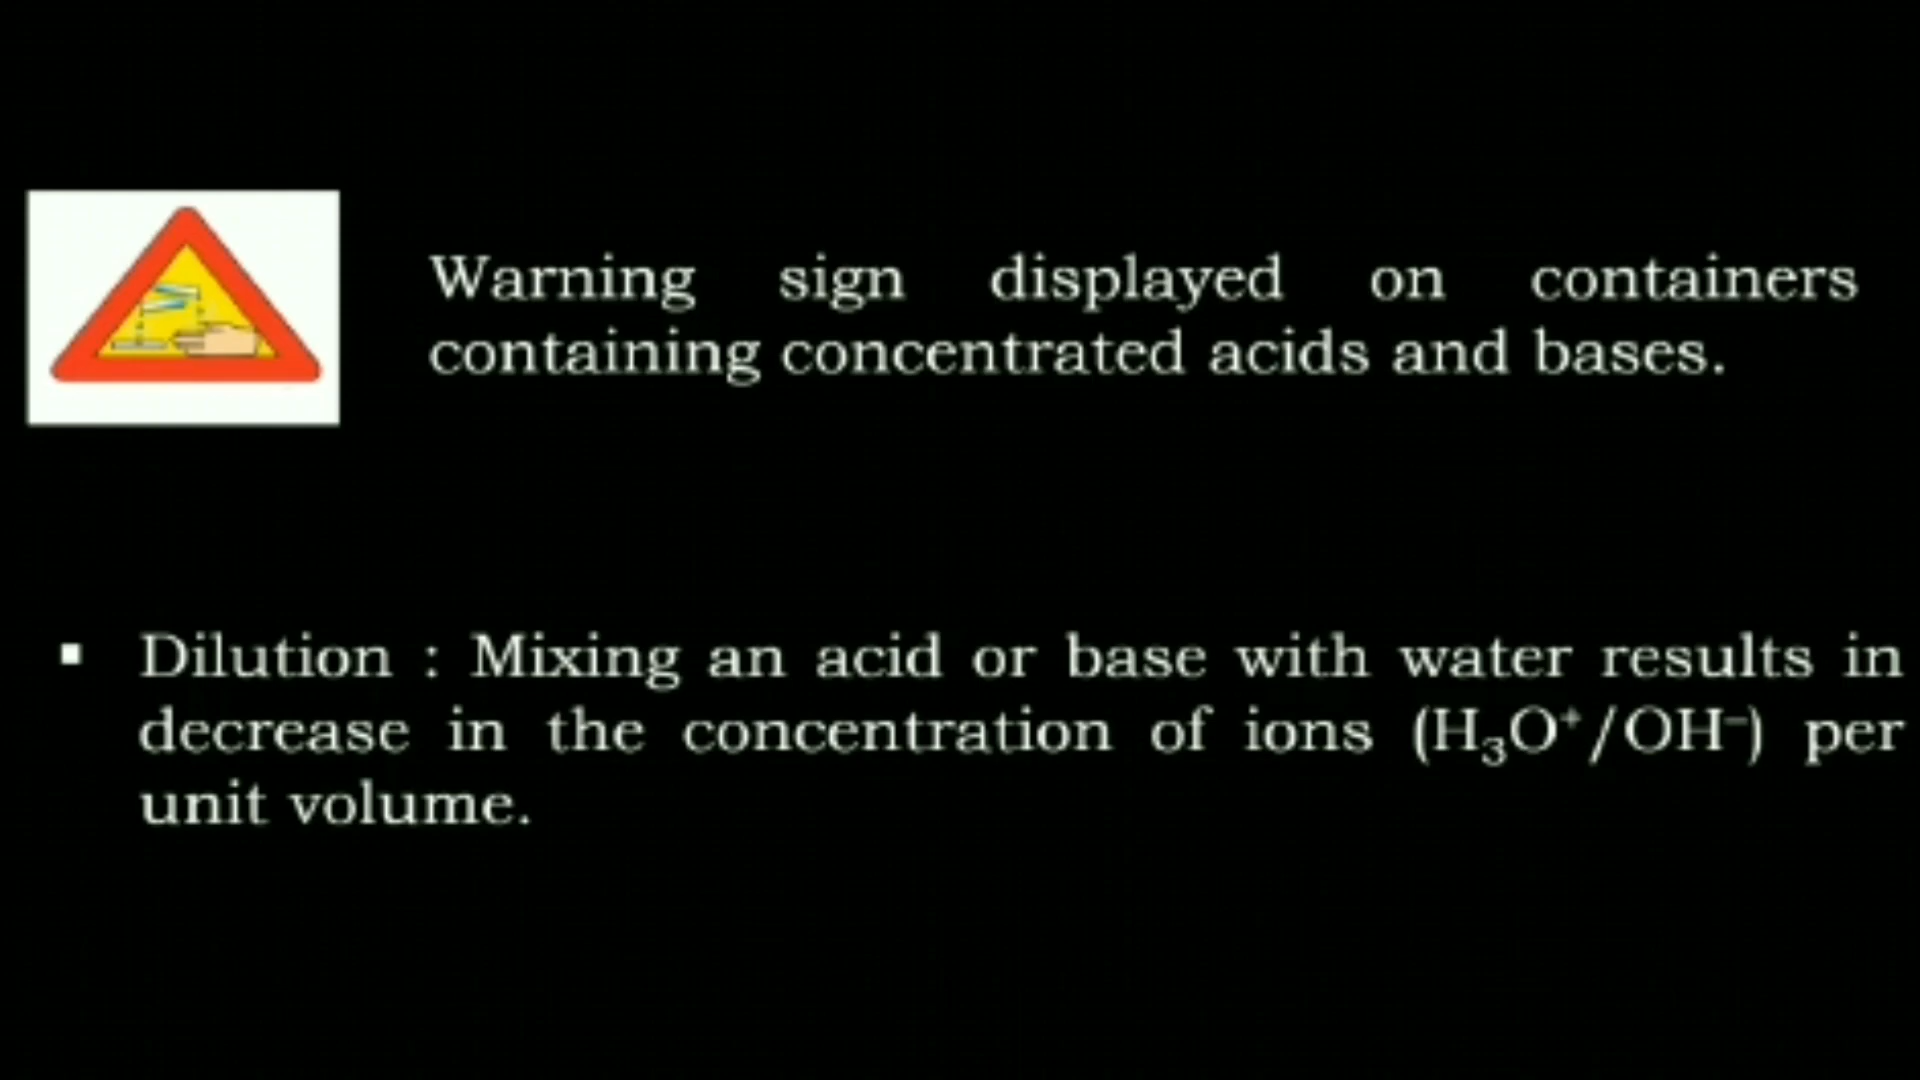 Warning sign displayed on containers
containing concentrated acids and bases.
▪ Dilution : Mixing an acid or base with water results in
decrease in the concentration of ions (H₃O⁺/OH⁻) per
unit volume.